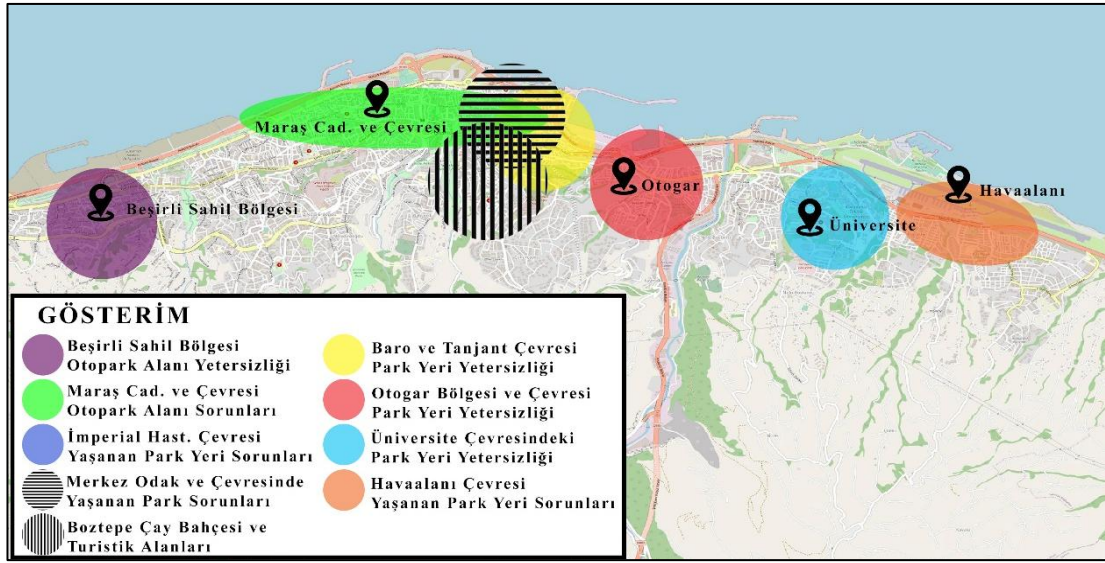 Maraş Cad. ve Çevresi
Beşirli Sahil Bölgesi
Otogar
Üniversite
Havaalanı
GÖSTERİM
Beşirli Sahil Bölgesi
Otopark Alanı Yetersizliği
Maraş Cad. ve Çevresi
Otopark Alanı Sorunları
İmperial Hast. Çevresi
Yaşanan Park Yeri Sorunları
Merkez Odak ve Çevresinde
Yaşanan Park Sorunları
Boztepe Çay Bahçesi ve
Turistik Alanları
Baro ve Tanjant Çevresi
Park Yeri Yetersizliği
Otogar Bölgesi ve Çevresi
Park Yeri Yetersizliği
Üniversite Çevresindeki
Park Yeri Yetersizliği
Havaalanı Çevresi
Yaşanan Park Yeri Sorunları